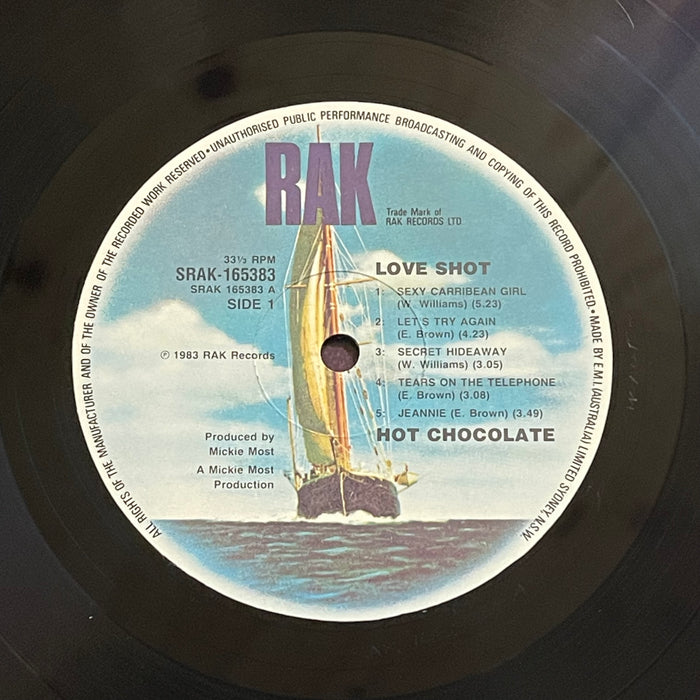 ALL RIGHTS OF THE MANUFACTURER AND OF THE OWNER OF THE RECORDED WORK RESERVED • UNAUTHORISED PUBLIC PERFORMANCE BROADCASTING AND COPYING OF THIS RECORD PROHIBITED • MADE BY E.M.I. (AUSTRALIA) LIMITED SYDNEY, N.S.W.
RAK
Trade Mark of
RAK RECORDS LTD.
33⅓ RPM
SRAK-165383
SRAK 165383 A
SIDE 1
LOVE SHOT
1: SEXY CARRIBEAN GIRL
(W. Williams) (5.23)
2: LET'S TRY AGAIN
(E. Brown) (4.23)
3: SECRET HIDEAWAY
(W. Williams) (3.05)
4: TEARS ON THE TELEPHONE
(E. Brown) (3.08)
5: JEANNIE (E. Brown) (3.49)
HOT CHOCOLATE
℗ 1983 RAK Records
Produced by
Mickie Most
A Mickie Most
Production